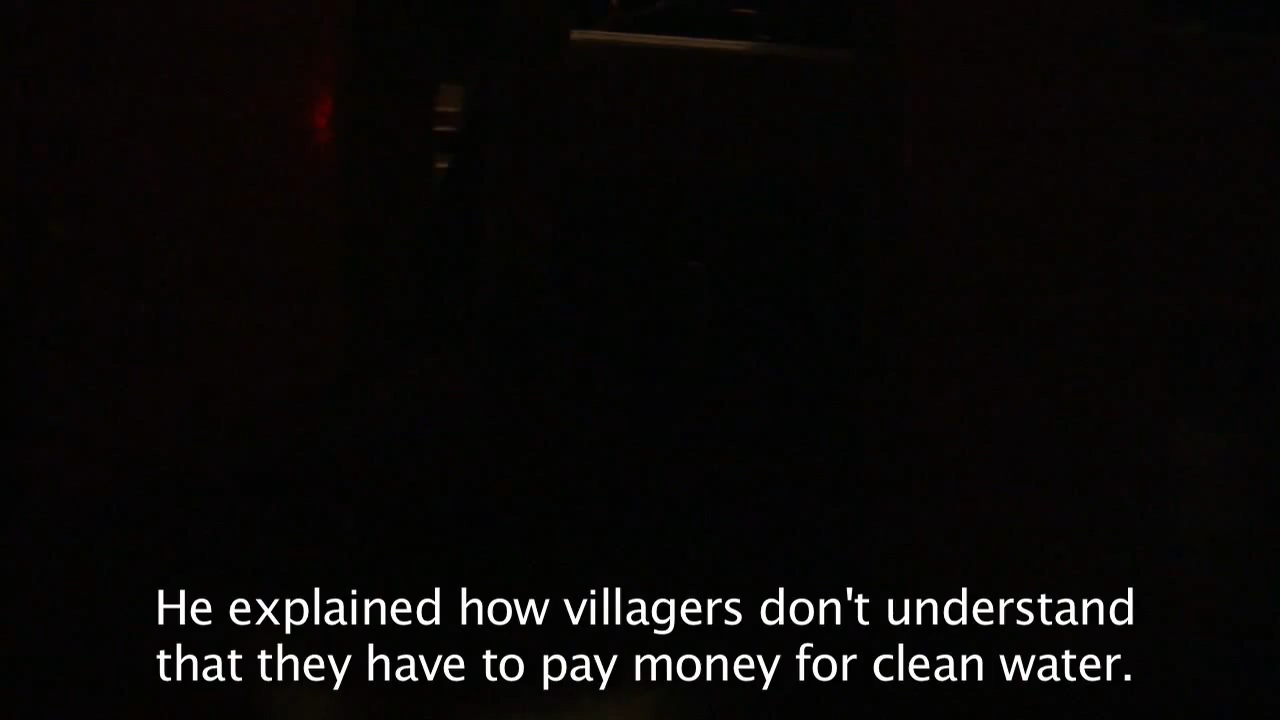 He explained how villagers don't understand
that they have to pay money for clean water.